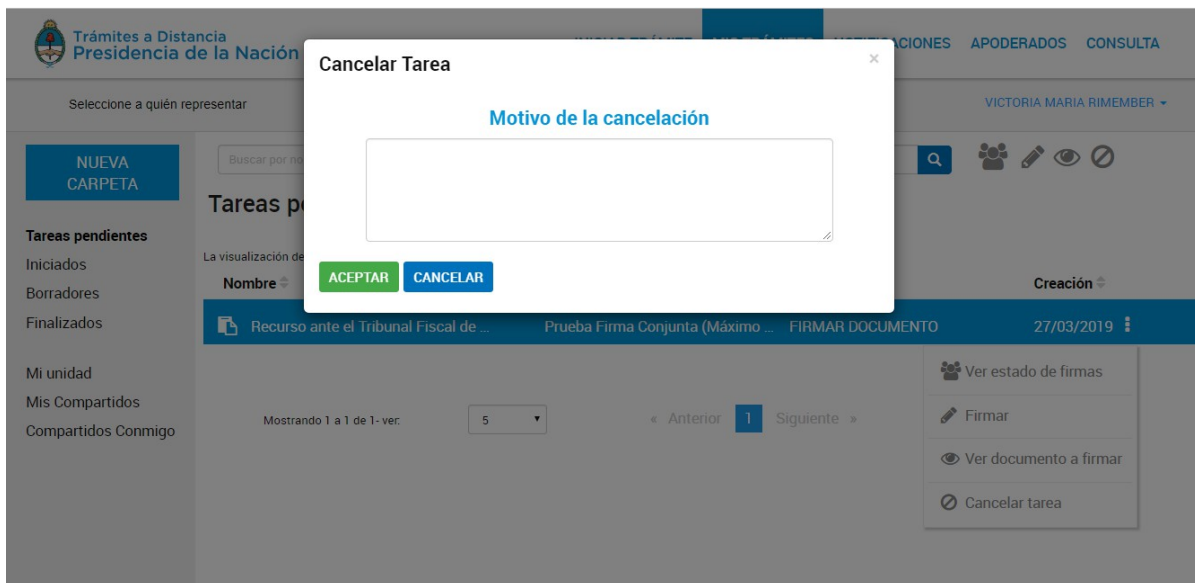 Trámites a Distancia
Presidencia de la Nación
CIONES APODERADOS CONSULTA
Cancelar Tarea ×
Seleccione a quién representar
VICTORIA MARIA RIMEMBER
Motivo de la cancelación
NUEVA
CARPETA
Buscar por no
Tareas p
Tareas pendientes
Iniciados
Borradores
Finalizados
Mi unidad
Mis Compartidos
Compartidos Conmigo
La visualización de
ACEPTAR CANCELAR
Nombre Creación
Recurso ante el Tribunal Fiscal de ... Prueba Firma Conjunta (Máximo ... FIRMAR DOCUMENTO 27/03/2019
Ver estado de firmas
Firmar
Ver documento a firmar
Cancelar tarea
Mostrando 1 a 1 de 1- ver: 5 « Anterior 1 Siguiente »